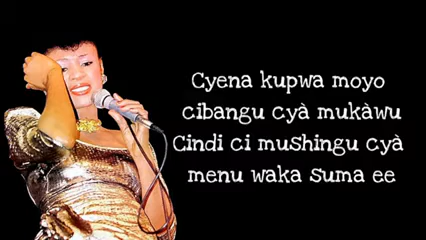 Cyena kupwa moyo
cibangu cyà mukàwu
Cindi ci mushingu cyà
menu waka suma ee